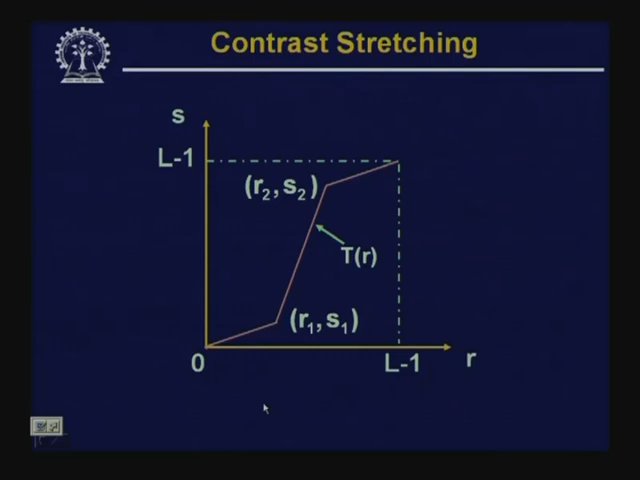 Contrast Stretching
s
L-1
(r₂,s₂)
T(r)
(r₁,s₁)
0
L-1
r